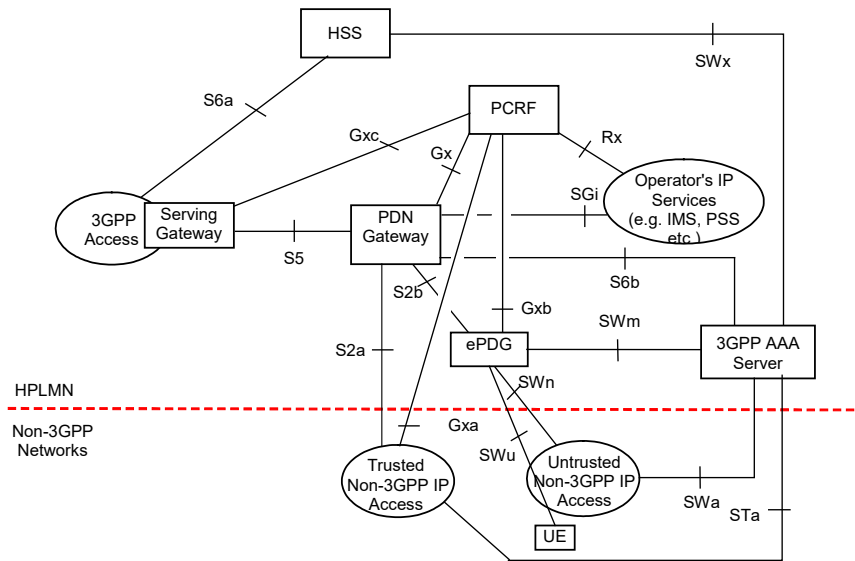 HSS
SWx
S6a
PCRF
Gxc
Rx
Gx
Operator's IP
Services
(e.g. IMS, PSS
etc.)
SGi
3GPP
Access
Serving
Gateway
PDN
Gateway
S5
S6b
S2b
Gxb
SWm
S2a
ePDG
3GPP AAA
Server
SWn
HPLMN
Non-3GPP
Networks
Gxa
SWu
Trusted
Non-3GPP IP
Access
Untrusted
Non-3GPP IP
Access
SWa
STa
UE